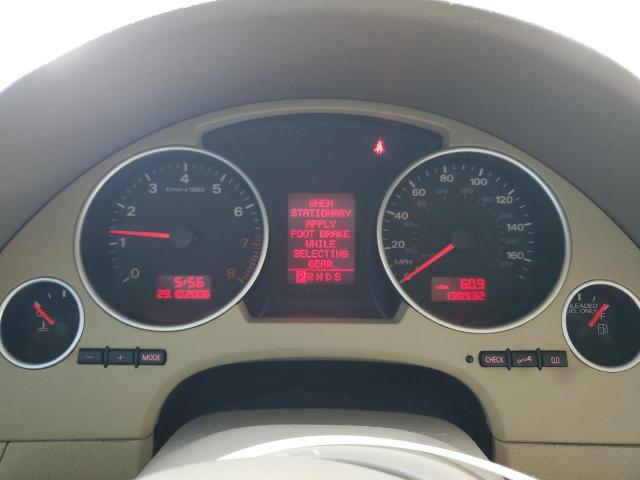 WHEN
STATIONARY
APPLY
FOOT BRAKE
WHILE
SELECTING
GEAR
P R N D S
0 1 2 3 4 5 6 7 8
1/min x 1000
5:56
29.10 2006
0 20 40 60 80 100 120 140 160
MPH
60.9
130932
C
UNLEADED
FUEL ONLY
F
- + MODE
CHECK 0.0